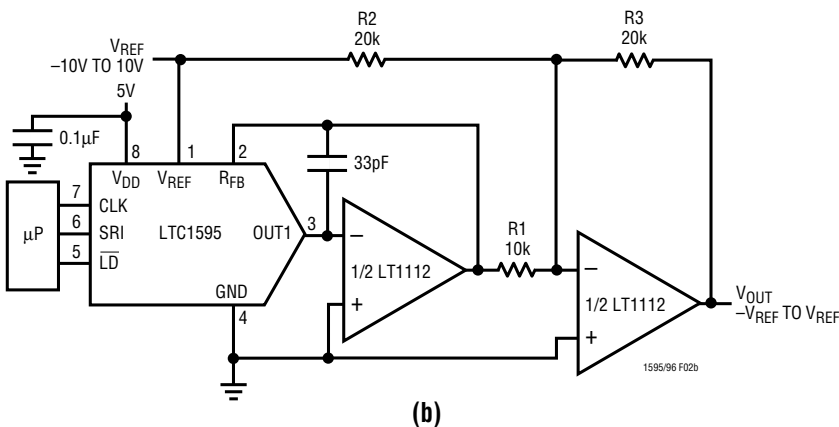 R2
20k
R3
20k
VREF
–10V TO 10V
5V
0.1µF
8
1
2
33pF
VDD
VREF
RFB
7
CLK
µP
6
SRI
LTC1595
OUT1
3
5
LD
GND
4
–
1/2 LT1112
+
R1
10k
–
1/2 LT1112
+
VOUT
–VREF TO VREF
1595/96 F02b
(b)